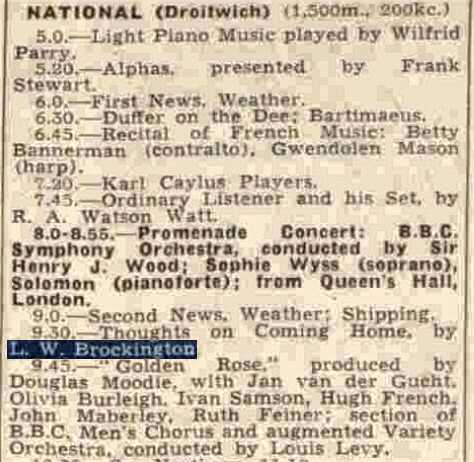 NATIONAL (Droitwich) (1,500m., 200kc.)
5.0.—Light Piano Music played by Wilfrid
Parry.
5.20.—Alphas, presented by Frank
Stewart.
6.0.—First News, Weather.
6.30.—Duffer on the Dee; Bartimaeus.
6.45.—Recital of French Music: Betty
Bannerman (contralto), Gwendolen Mason
(harp).
7.20.—Karl Caylus Players.
7.45.—Ordinary Listener and his Set, by
R. A. Watson Watt.
8.0-8.55.—Promenade Concert: B.B.C.
Symphony Orchestra, conducted by Sir
Henry J. Wood; Sophie Wyss (soprano),
Solomon (pianoforte); from Queen's Hall,
London.
9.0.—Second News, Weather; Shipping.
9.30.—Thoughts on Coming Home, by
L. W. Brockington
9.45.—"Golden Rose," produced by
Douglas Moodie, with Jan van der Gucht,
Olivia Burleigh, Ivan Samson, Hugh French,
John Maberley, Ruth Feiner; section of
B.B.C. Men's Chorus and augmented Variety
Orchestra, conducted by Louis Levy.